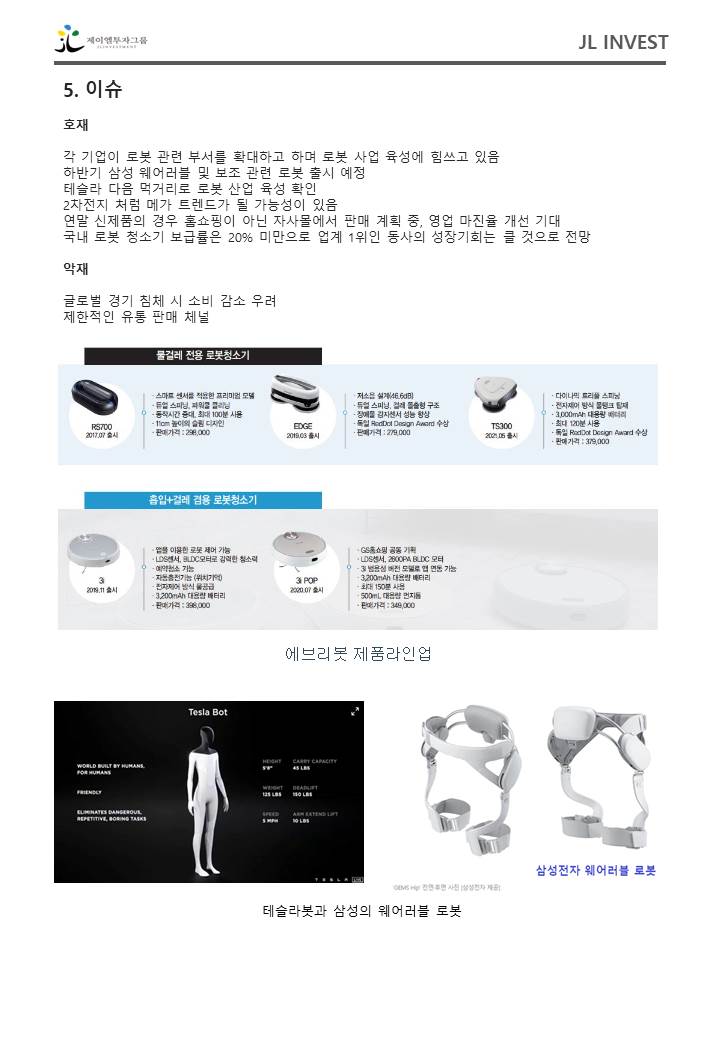 제이엘투자그룹
JLINVESTMENT
JL INVEST
5. 이슈
호재
각 기업이 로봇 관련 부서를 확대하고 하며 로봇 사업 육성에 힘쓰고 있음
하반기 삼성 웨어러블 및 보조 관련 로봇 출시 예정
테슬라 다음 먹거리로 로봇 산업 육성 확인
2차전지 처럼 메가 트렌드가 될 가능성이 있음
연말 신제품의 경우 홈쇼핑이 아닌 자사몰에서 판매 계획 중, 영업 마진율 개선 기대
국내 로봇 청소기 보급률은 20% 미만으로 업계 1위인 동사의 성장기회는 클 것으로 전망
악재
글로벌 경기 침체 시 소비 감소 우려
제한적인 유통 판매 체널
물걸레 전용 로봇청소기
RS700
2017.07 출시
· 스마트 센서를 적용한 프리미엄 모델
· 듀얼 스피닝, 파워풀 클리닝
· 동작시간 증대, 최대 100분 사용
· 11cm 높이의 슬림 디자인
· 판매가격 : 298,000
EDGE
2019.03 출시
· 저소음 설계(46.6dB)
· 듀얼 스피닝, 걸레 돌출형 구조
· 장애물 감지센서 성능 향상
· 독일 RedDot Design Award 수상
· 판매가격 : 279,000
TS300
2021.05 출시
· 다이나믹 트리플 스피닝
· 전자제어 방식 물탱크 탑재
· 3,000mAh 대용량 배터리
· 최대 120분 사용
· 독일 RedDot Design Award 수상
· 판매가격 : 379,000
흡입+걸레 겸용 로봇청소기
3i
2019.11 출시
· 앱을 이용한 로봇 제어 가능
· LDS센서, BLDC모터로 강력한 청소력
· 예약청소 기능
· 자동충전기능 (위치기억)
· 전자제어 방식 물공급
· 3,200mAh 대용량 배터리
· 판매가격 : 398,000
3i POP
2020.07 출시
· GS홈쇼핑 공동 기획
· LDS센서, 2600PA BLDC 모터
· 3i 범용성 버전 모델로 앱 연동 가능
· 3,200mAh 대용량 배터리
· 최대 150분 사용
· 500mL 대용량 먼지통
· 판매가격 : 349,000
에브리봇 제품라인업
Tesla Bot
WORLD BUILT BY HUMANS,
FOR HUMANS
FRIENDLY
ELIMINATES DANGEROUS,
REPETITIVE, BORING TASKS
HEIGHT
5'8"
CARRY CAPACITY
45 LBS
WEIGHT
125 LBS
DEADLIFT
150 LBS
SPEED
5 MPH
ARM EXTEND LIFT
10 LBS
TESLA LIVE
삼성전자 웨어러블 로봇
GEMS Hip 전면·후면 사진 [삼성전자 제공]
테슬라봇과 삼성의 웨어러블 로봇